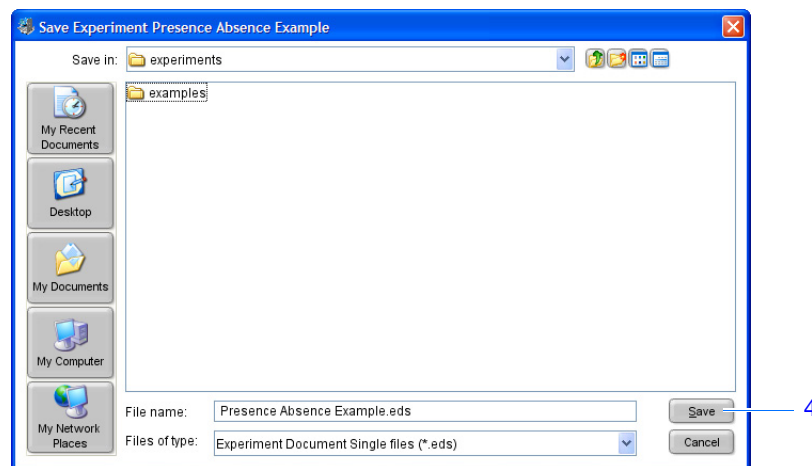 Save Experiment Presence Absence Example
Save in: experiments
examples
My Recent
Documents
Desktop
My Documents
My Computer
My Network
Places
File name: Presence Absence Example.eds
Save
4
Files of type: Experiment Document Single files (*.eds)
Cancel